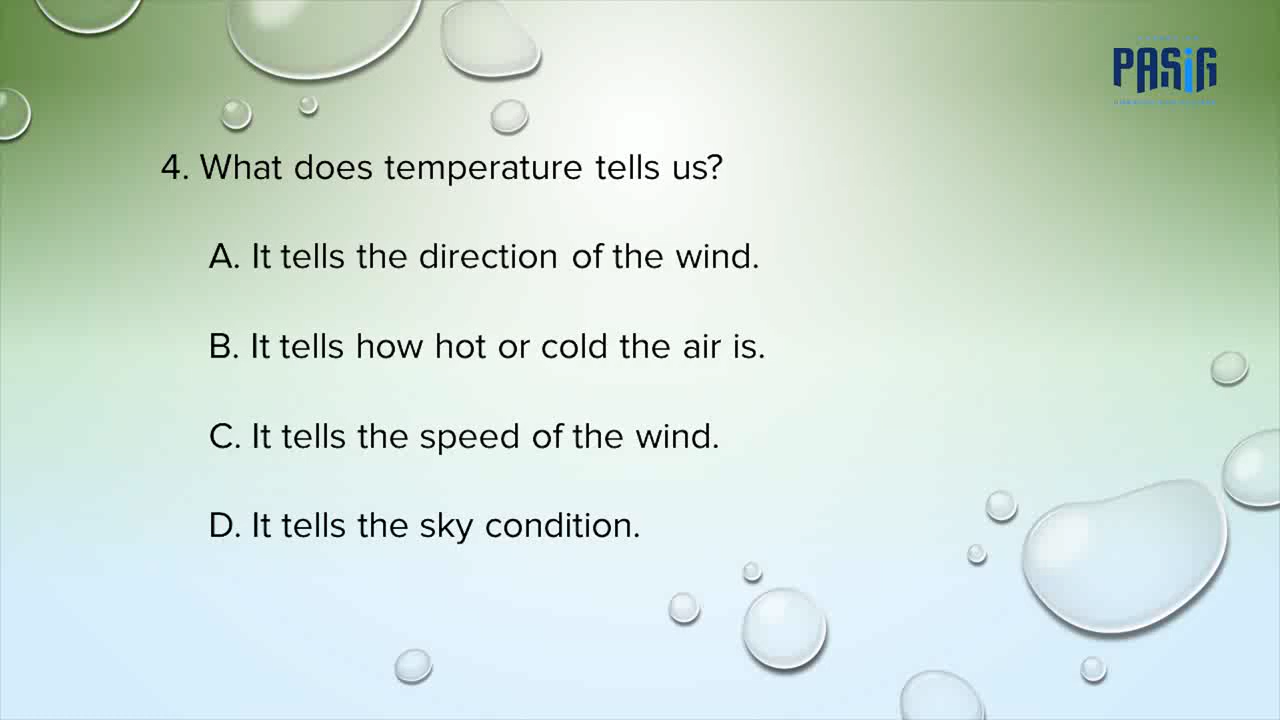 PASiG
4. What does temperature tells us?
A. It tells the direction of the wind.
B. It tells how hot or cold the air is.
C. It tells the speed of the wind.
D. It tells the sky condition.